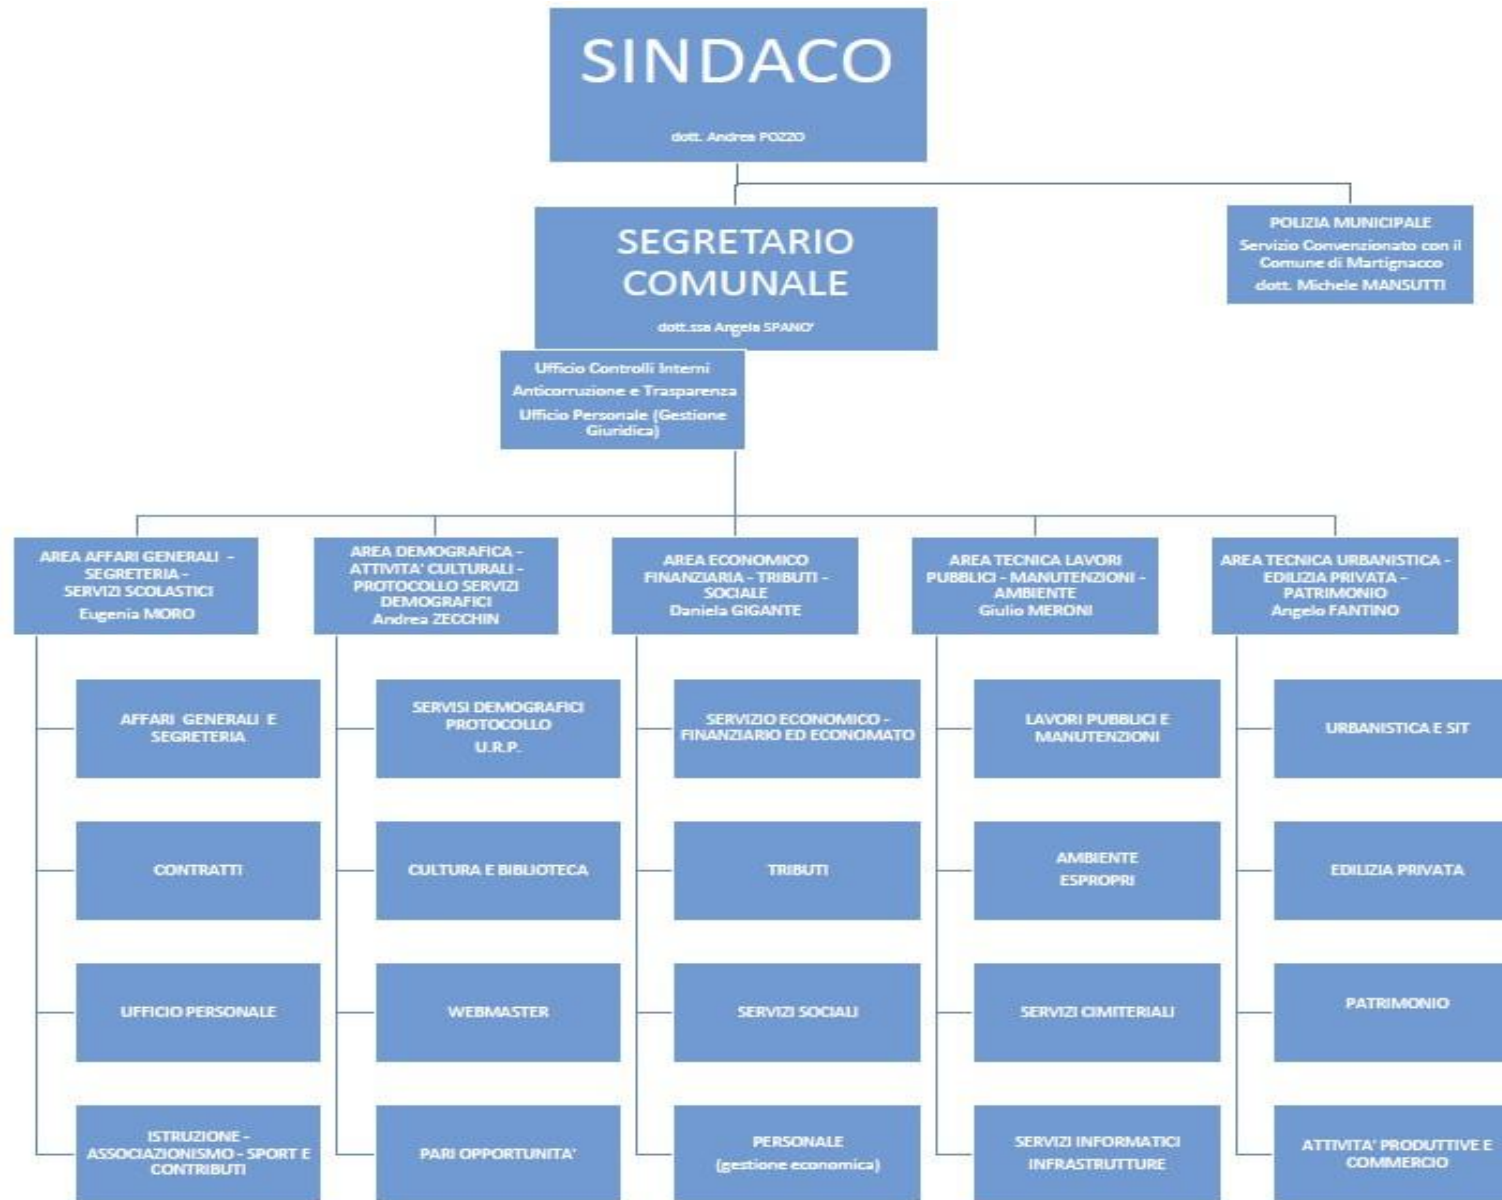 SINDACO
dott. Andrea POZZO
SEGRETARIO
COMUNALE
dott.ssa Angela SPANO'
POLIZIA MUNICIPALE
Servizio Convenzionato con il
Comune di Martignacco
dott. Michele MANSUTTI
Ufficio Controlli Interni
Anticorruzione e Trasparenza
Ufficio Personale (Gestione
Giuridica)
AREA AFFARI GENERALI -
SEGRETERIA -
SERVIZI SCOLASTICI
Eugenia MORO
AREA DEMOGRAFICA -
ATTIVITA' CULTURALI -
PROTOCOLLO SERVIZI
DEMOGRAFICI
Andrea ZECCHIN
AREA ECONOMICO
FINANZIARIA - TRIBUTI -
SOCIALE
Daniela GIGANTE
AREA TECNICA LAVORI
PUBBLICI - MANUTENZIONI -
AMBIENTE
Giulio MERONI
AREA TECNICA URBANISTICA -
EDILIZIA PRIVATA -
PATRIMONIO
Angelo FANTINO
AFFARI GENERALI E
SEGRETERIA
SERVISI DEMOGRAFICI
PROTOCOLLO
U.R.P.
SERVIZIO ECONOMICO -
FINANZIARIO ED ECONOMATO
LAVORI PUBBLICI E
MANUTENZIONI
URBANISTICA E SIT
CONTRATTI
CULTURA E BIBLIOTECA
TRIBUTI
AMBIENTE
ESPROPRI
EDILIZIA PRIVATA
UFFICIO PERSONALE
WEBMASTER
SERVIZI SOCIALI
SERVIZI CIMITERIALI
PATRIMONIO
ISTRUZIONE -
ASSOCIAZIONISMO - SPORT E
CONTRIBUTI
PARI OPPORTUNITA'
PERSONALE
(gestione economica)
SERVIZI INFORMATICI
INFRASTRUTTURE
ATTIVITA' PRODUTTIVE E
COMMERCIO